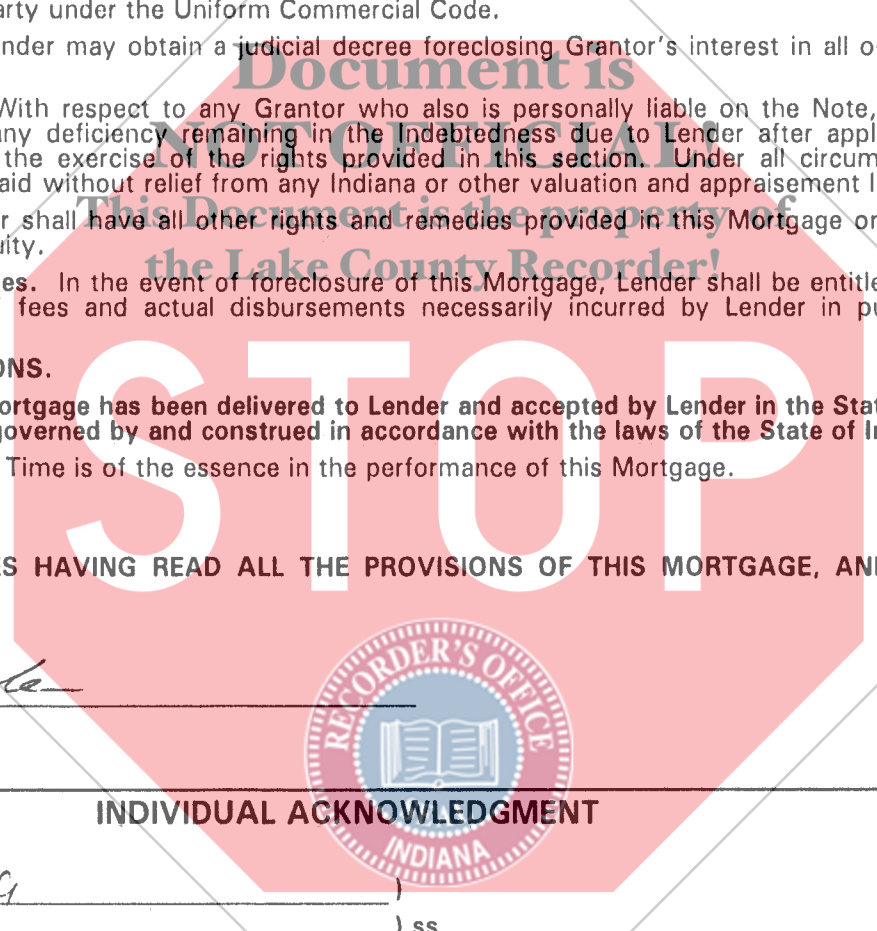 arty under the Uniform Commercial Code.
nder may obtain a judicial decree foreclosing Grantor's interest in all o
Document is
With respect to any Grantor who also is personally liable on the Note,
any deficiency remaining in the Indebtedness due to Lender after appl
NOT OFFICIAL!
the exercise of the rights provided in this section. Under all circum
aid without relief from any Indiana or other valuation and appraisement l
This Document is the property of
r shall have all other rights and remedies provided in this Mortgage or
uity.
the Lake County Recorder!
es. In the event of foreclosure of this Mortgage, Lender shall be entitle
fees and actual disbursements necessarily incurred by Lender in pu
ONS.
ortgage has been delivered to Lender and accepted by Lender in the Stat
governed by and construed in accordance with the laws of the State of In
Time is of the essence in the performance of this Mortgage.
STOP
ES HAVING READ ALL THE PROVISIONS OF THIS MORTGAGE, AN
RECORDER'S OFFICE
INDIVIDUAL ACKNOWLEDGMENT
INDIANA
)
) ss